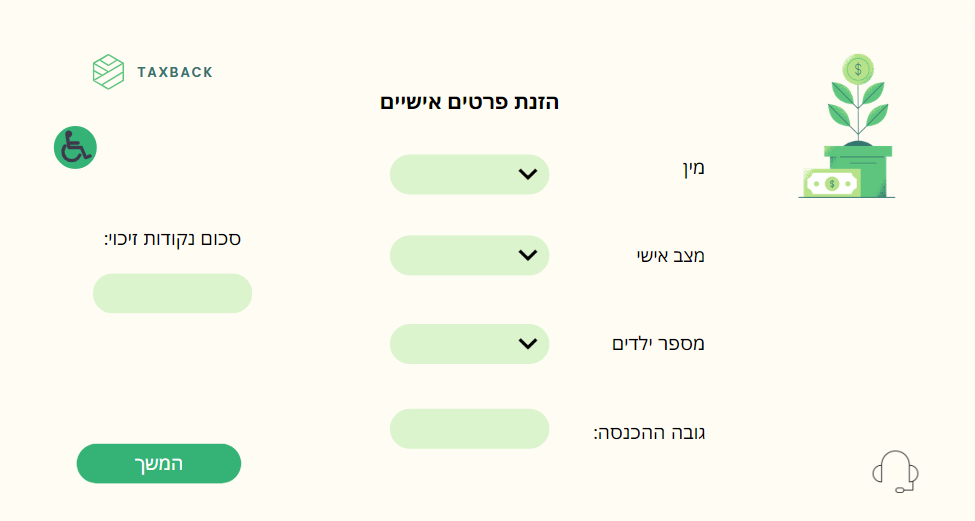 TAXBACK
הזנת פרטים אישיים
מין
מצב אישי
מספר ילדים
גובה ההכנסה:
סכום נקודות זיכוי:
המשך